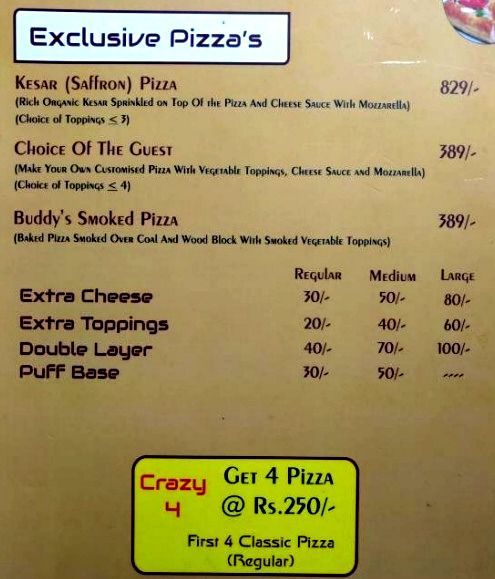 Exclusive Pizza's
Kesar (Saffron) Pizza 829/-
(Rich Organic Kesar Sprinkled on Top Of the Pizza And Cheese Sauce With Mozzarella)
(Choice of Toppings ≤ 3)
Choice Of The Guest 389/-
(Make Your Own Customised Pizza With Vegetable Toppings, Cheese Sauce and Mozzarella)
(Choice of Toppings ≤ 4)
Buddy's Smoked Pizza 389/-
(Baked Pizza Smoked Over Coal And Wood Block With Smoked Vegetable Toppings)
Regular Medium Large
Extra Cheese 30/- 50/- 80/-
Extra Toppings 20/- 40/- 60/-
Double Layer 40/- 70/- 100/-
Puff Base 30/- 50/- ----
Crazy 4
Get 4 Pizza
@ Rs.250/-
First 4 Classic Pizza
(Regular)